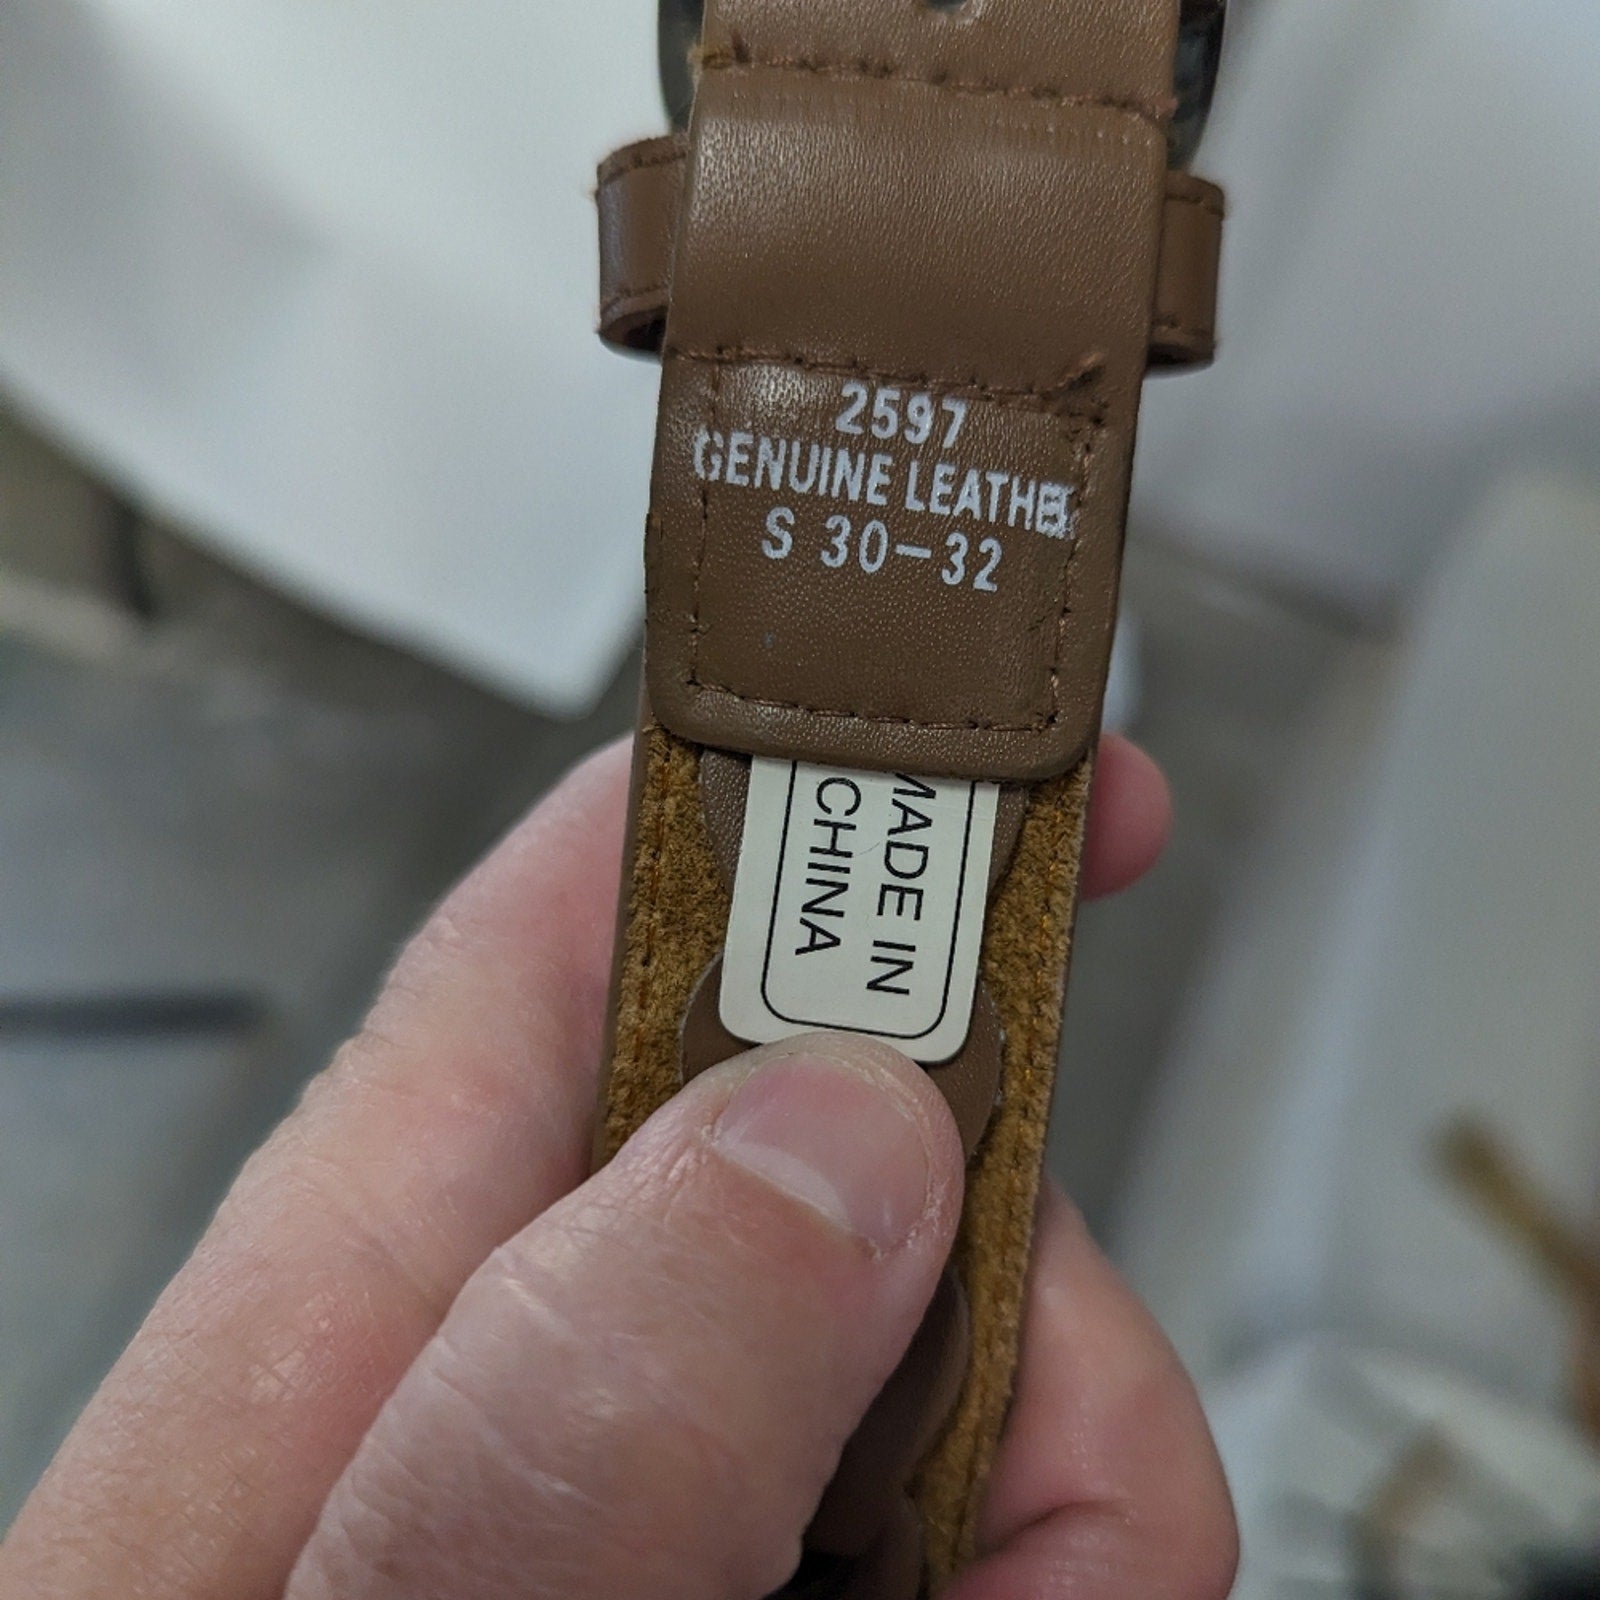 2597
GENUINE LEATHER
S 30-32
MADE IN
CHINA